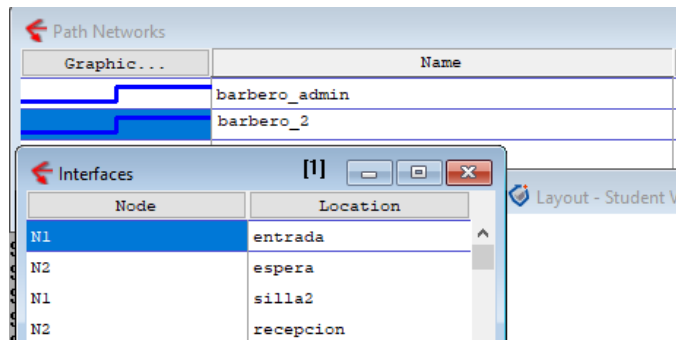 Path Networks
Graphic... Name
barbero_admin
barbero_2
Interfaces [1]
Layout - Student V
Node Location
N1 entrada
N2 espera
N1 silla2
N2 recepcion